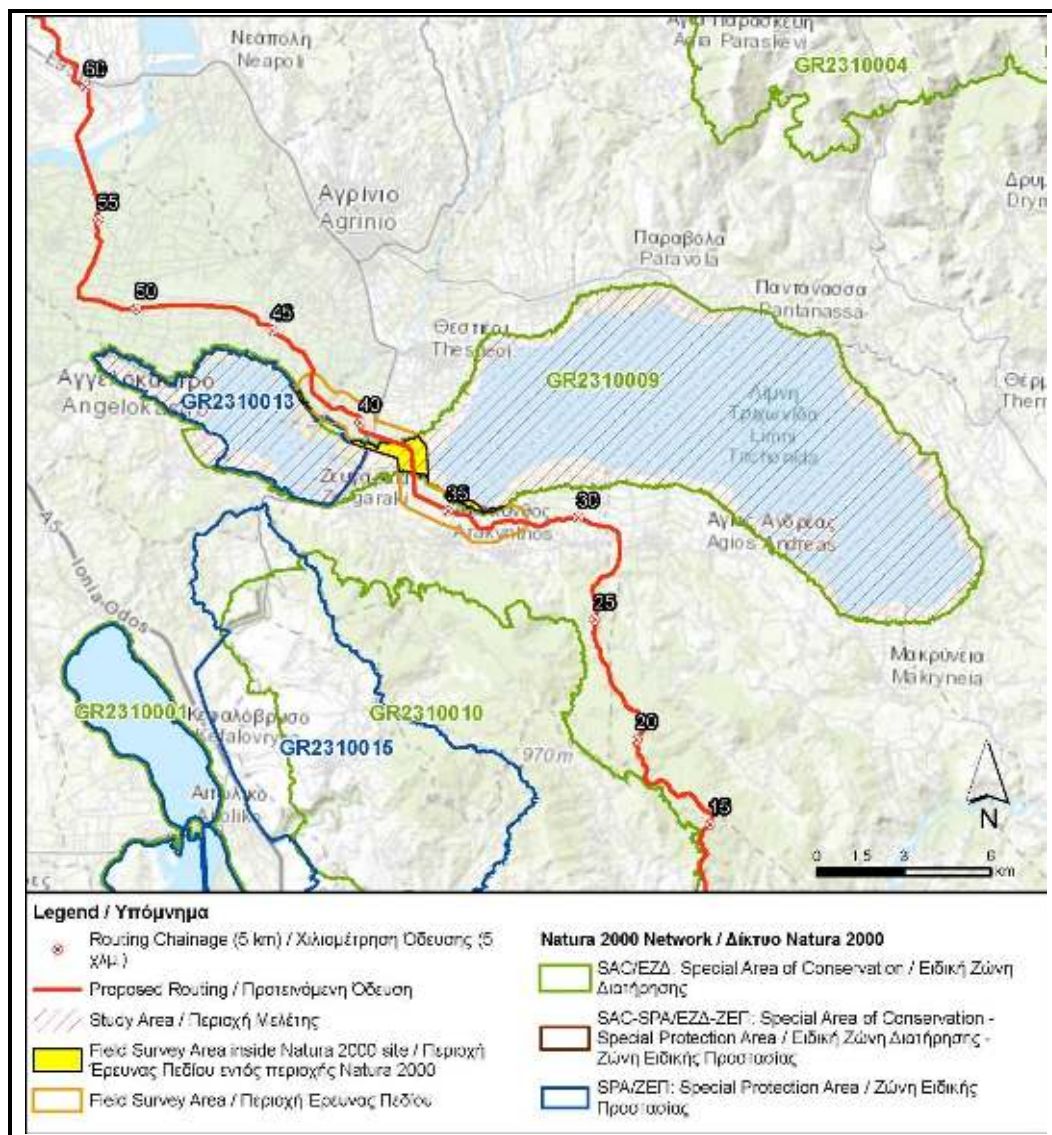 Νεάπολη
Neapoli
Αγία Παρασκευή
Agia Paraskevi
GR2310004
60
55
Αγρίνιο
Agrinio
Παραβόλα
Paravola
Παντάνασσα
Pantanassa
50
45
Thestieoi
Αγγελόκαστρο
Angelokastro
GR2310013
40
GR2310009
Λίμνη
Τριχωνίδα
Limni
Trichonida
Zevgaraki
35
Arakynthos
30
Άγιος Ανδρέας
Agios Andreas
A5 - Ionia Odos
25
Μακρύνεια
Makryneia
GR2310001
Κεφαλόβρυσο
Kefalovryso
GR2310010
GR2310015
20
970 m
Αιτωλικό
Aitoliko
15
N
0 1.5 3 6
km
Legend / Υπόμνημα
Routing Chainage (5 km) / Χιλιομέτρηση Όδευσης (5
χλμ.)
Proposed Routing / Προτεινόμενη Όδευση
Study Area / Περιοχή Μελέτης
Field Survey Area inside Natura 2000 site / Περιοχή
Έρευνας Πεδίου εντός περιοχής Natura 2000
Field Survey Area / Περιοχή Έρευνας Πεδίου
Natura 2000 Network / Δίκτυο Natura 2000
SAC/ΕΖΔ: Special Area of Conservation / Ειδική Ζώνη
Διατήρησης
SAC-SPA/ΕΖΔ-ΖΕΠ: Special Area of Conservation -
Special Protection Area / Ειδική Ζώνη Διατήρησης -
Ζώνη Ειδικής Προστασίας
SPA/ΖΕΠ: Special Protection Area / Ζώνη Ειδικής
Προστασίας